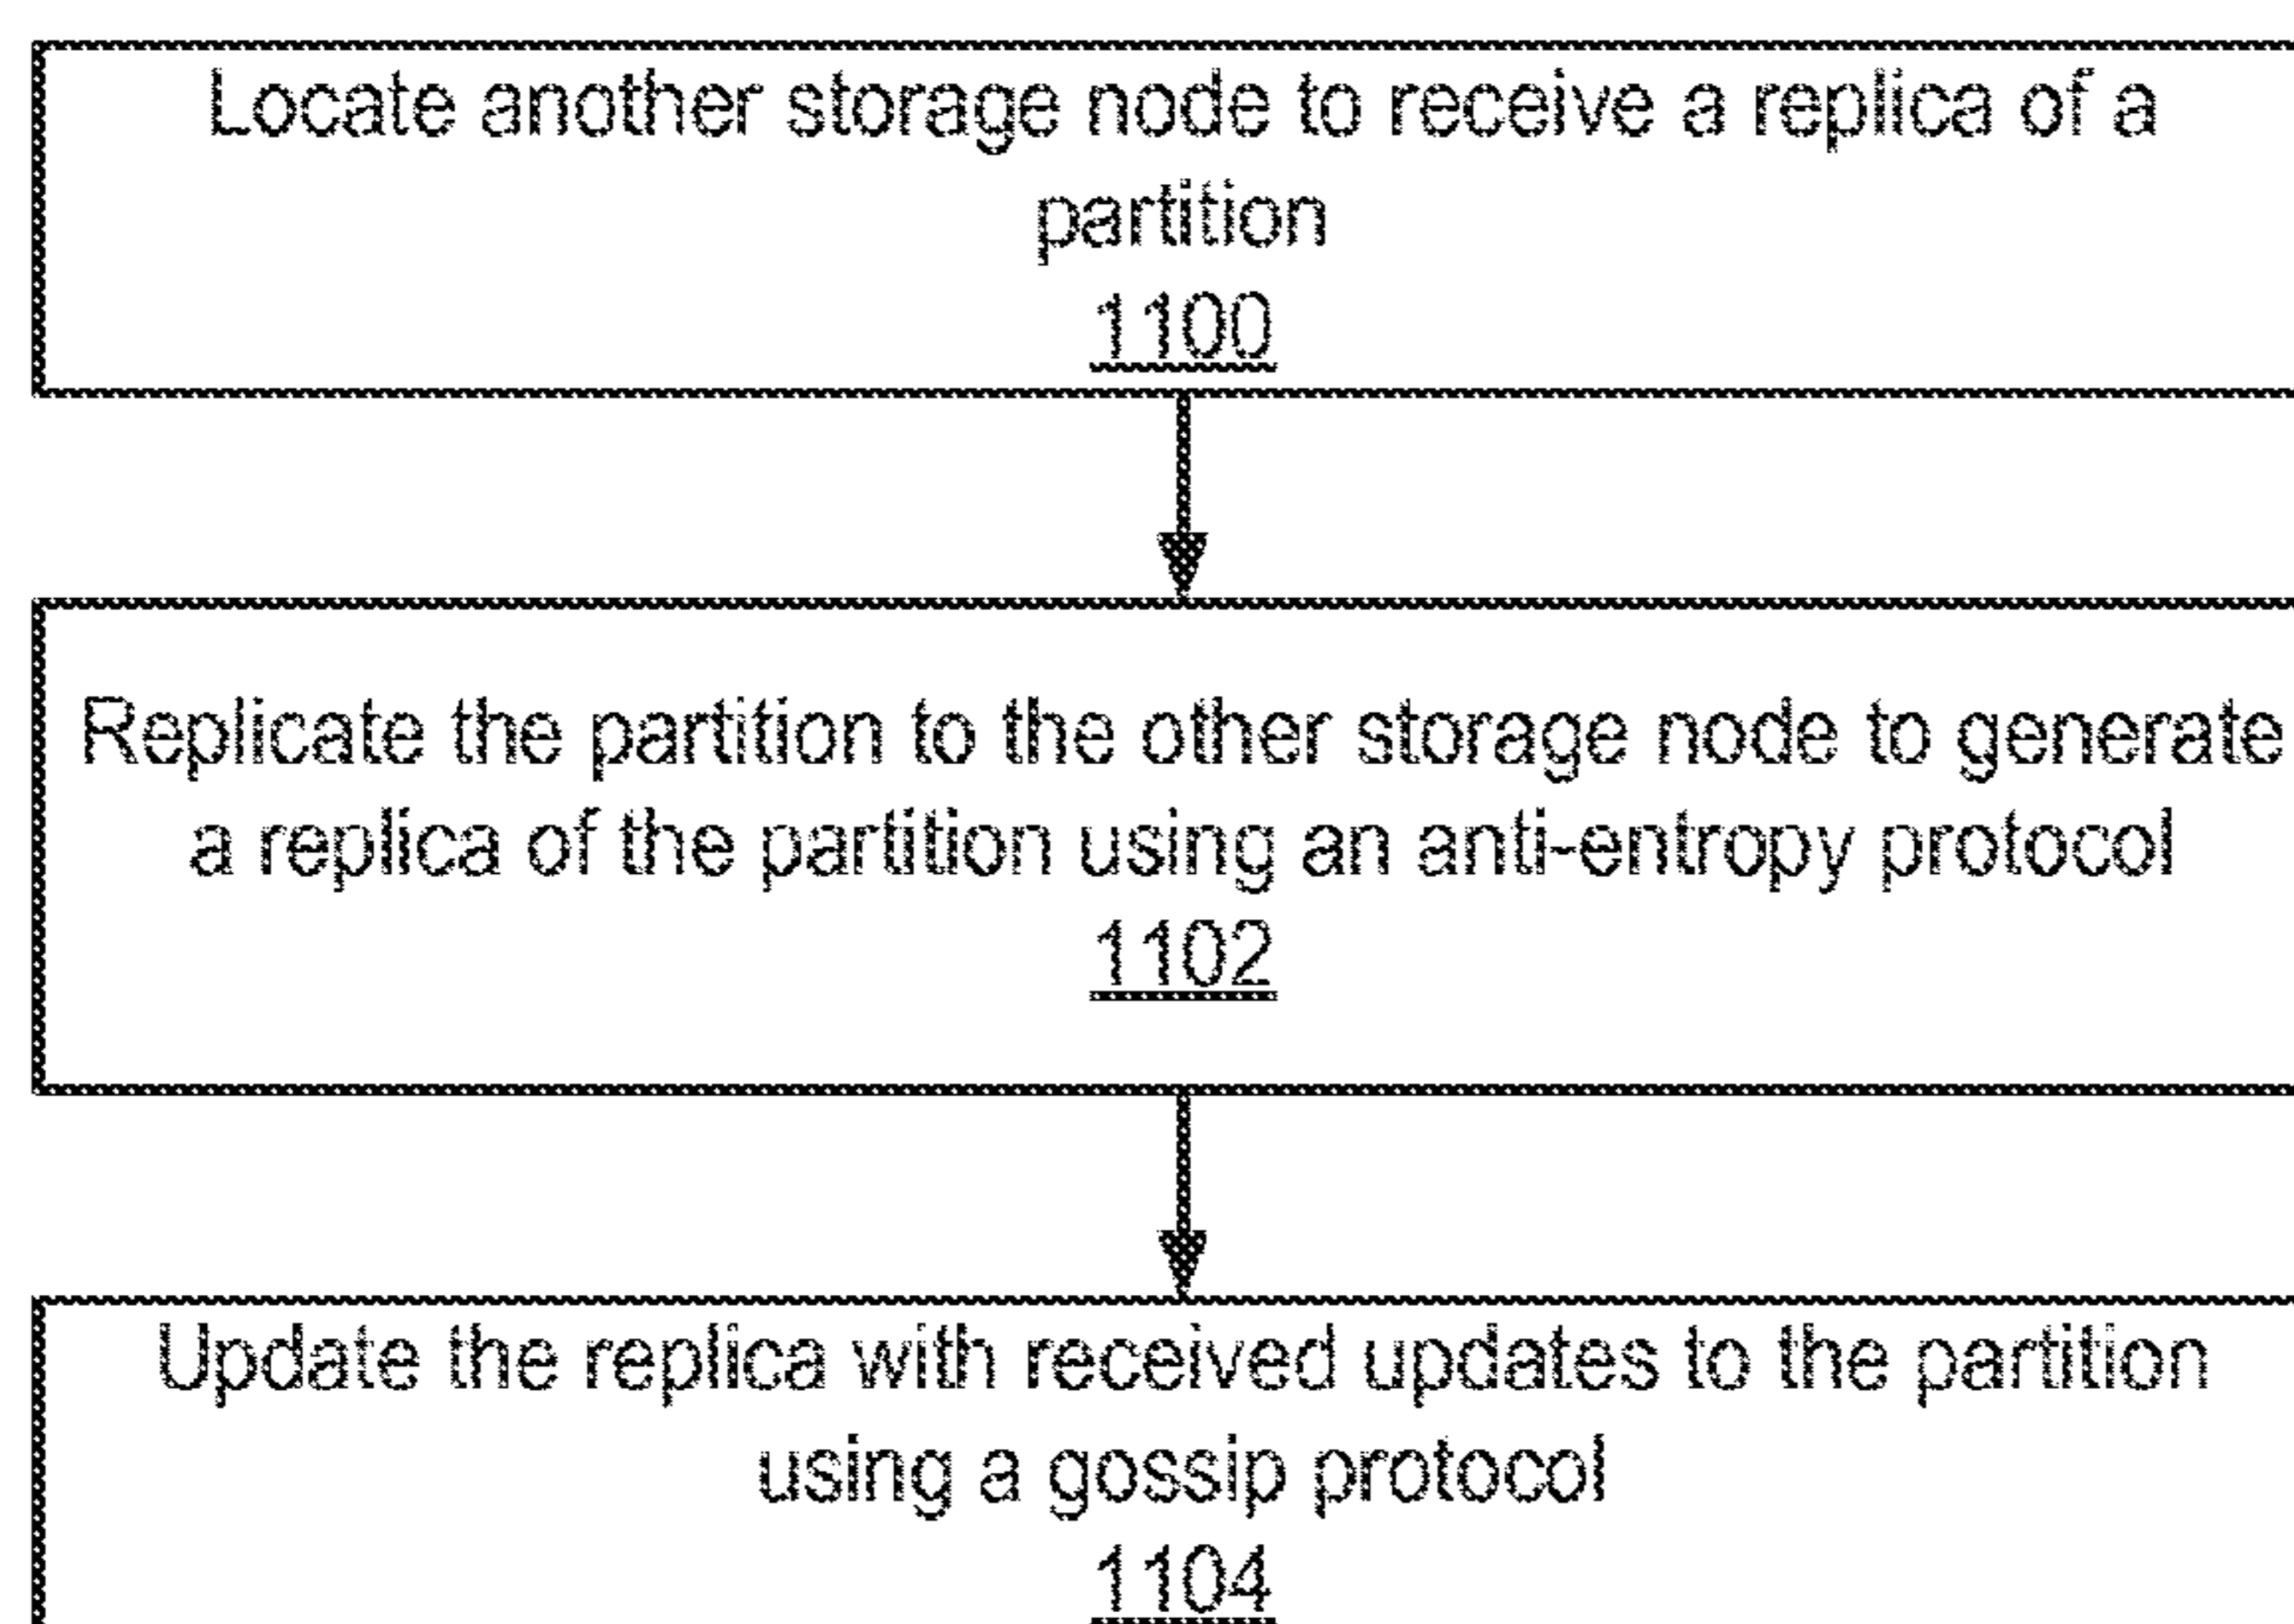 Locate another storage node to receive a replica of a
partition
1100
Replicate the partition to the other storage node to generate
a replica of the partition using an anti-entropy protocol
1102
Update the replica with received updates to the partition
using a gossip protocol
1104